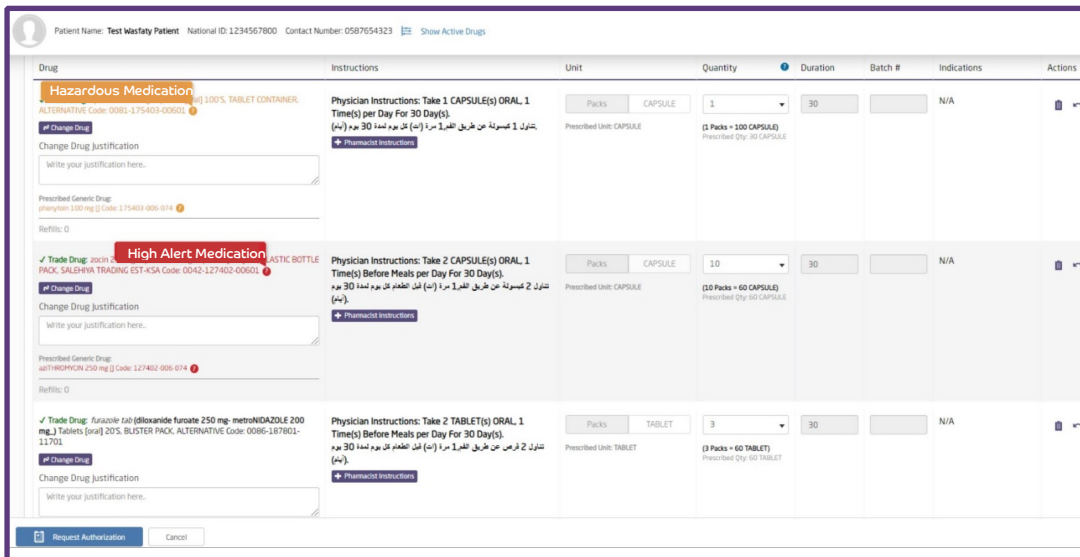 Patient Name: Test Wasfaty Patient National ID: 1234567800 Contact Number: 0587654323 Show Active Drugs
Drug Instructions Unit Quantity ? Duration Batch # Indications Actions
Hazardous Medication
al] 100'S, TABLET CONTAINER,
ALTERNATIVE Code: 0081-175403-00601 ?
Change Drug
Change Drug Justification
Write your justification here..
Prescribed Generic Drug:
phenytoin 100 mg [] Code: 175403-006-074 ?
Refills: 0
Physician Instructions: Take 1 CAPSULE(s) ORAL, 1
Time(s) per Day For 30 Day(s).
تناول 1 كبسولة عن طريق الفم,1 مرة (ات) كل يوم لمدة 30 يوم (أيام).
+ Pharmacist Instructions
Packs CAPSULE
Prescribed Unit: CAPSULE
1
(1 Packs = 100 CAPSULE)
Prescribed Qty: 30 CAPSULE
30
N/A
High Alert Medication
✓ Trade Drug: zocin 2 LASTIC BOTTLE
PACK, SALEHIYA TRADING EST-KSA Code: 0042-127402-00601 ?
Change Drug
Change Drug Justification
Write your justification here..
Prescribed Generic Drug:
aziTHROMYCIN 250 mg [] Code: 127402-006-074 ?
Refills: 0
Physician Instructions: Take 2 CAPSULE(s) ORAL, 1
Time(s) Before Meals per Day For 30 Day(s).
تناول 2 كبسولة عن طريق الفم,1 مرة (ات) قبل الطعام كل يوم لمدة 30 يوم
(أيام).
+ Pharmacist Instructions
Packs CAPSULE
Prescribed Unit: CAPSULE
10
(10 Packs = 60 CAPSULE)
Prescribed Qty: 60 CAPSULE
30
N/A
✓ Trade Drug: furazole tab (diloxanide furoate 250 mg- metroNIDAZOLE 200
mg_) Tablets [oral] 20'S, BLISTER PACK, ALTERNATIVE Code: 0086-187801-
11701
Change Drug
Change Drug Justification
Write your justification here..
Physician Instructions: Take 2 TABLET(s) ORAL, 1
Time(s) Before Meals per Day For 30 Day(s).
تناول 2 قرص عن طريق الفم,1 مرة (ات) قبل الطعام كل يوم لمدة 30 يوم
(أيام).
+ Pharmacist Instructions
Packs TABLET
Prescribed Unit: TABLET
3
(3 Packs = 60 TABLET)
Prescribed Qty: 60 TABLET
30
N/A
Request Authorization Cancel